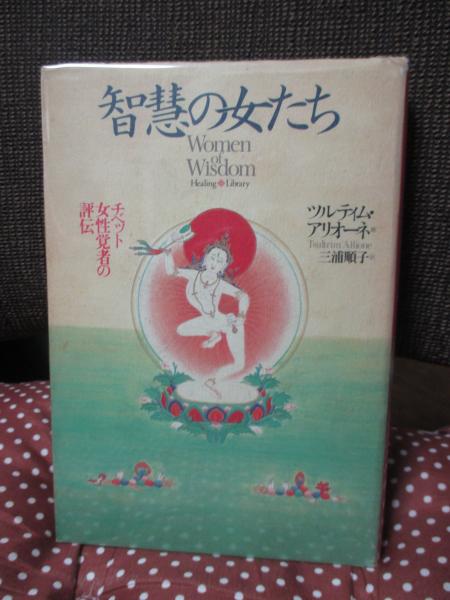 智慧の女たち
Women
of
Wisdom
Healing Library
チベット
女性覚者の
評伝
ツルティム・
アリオーネ 著
Tsultrim Allione
三浦順子 訳